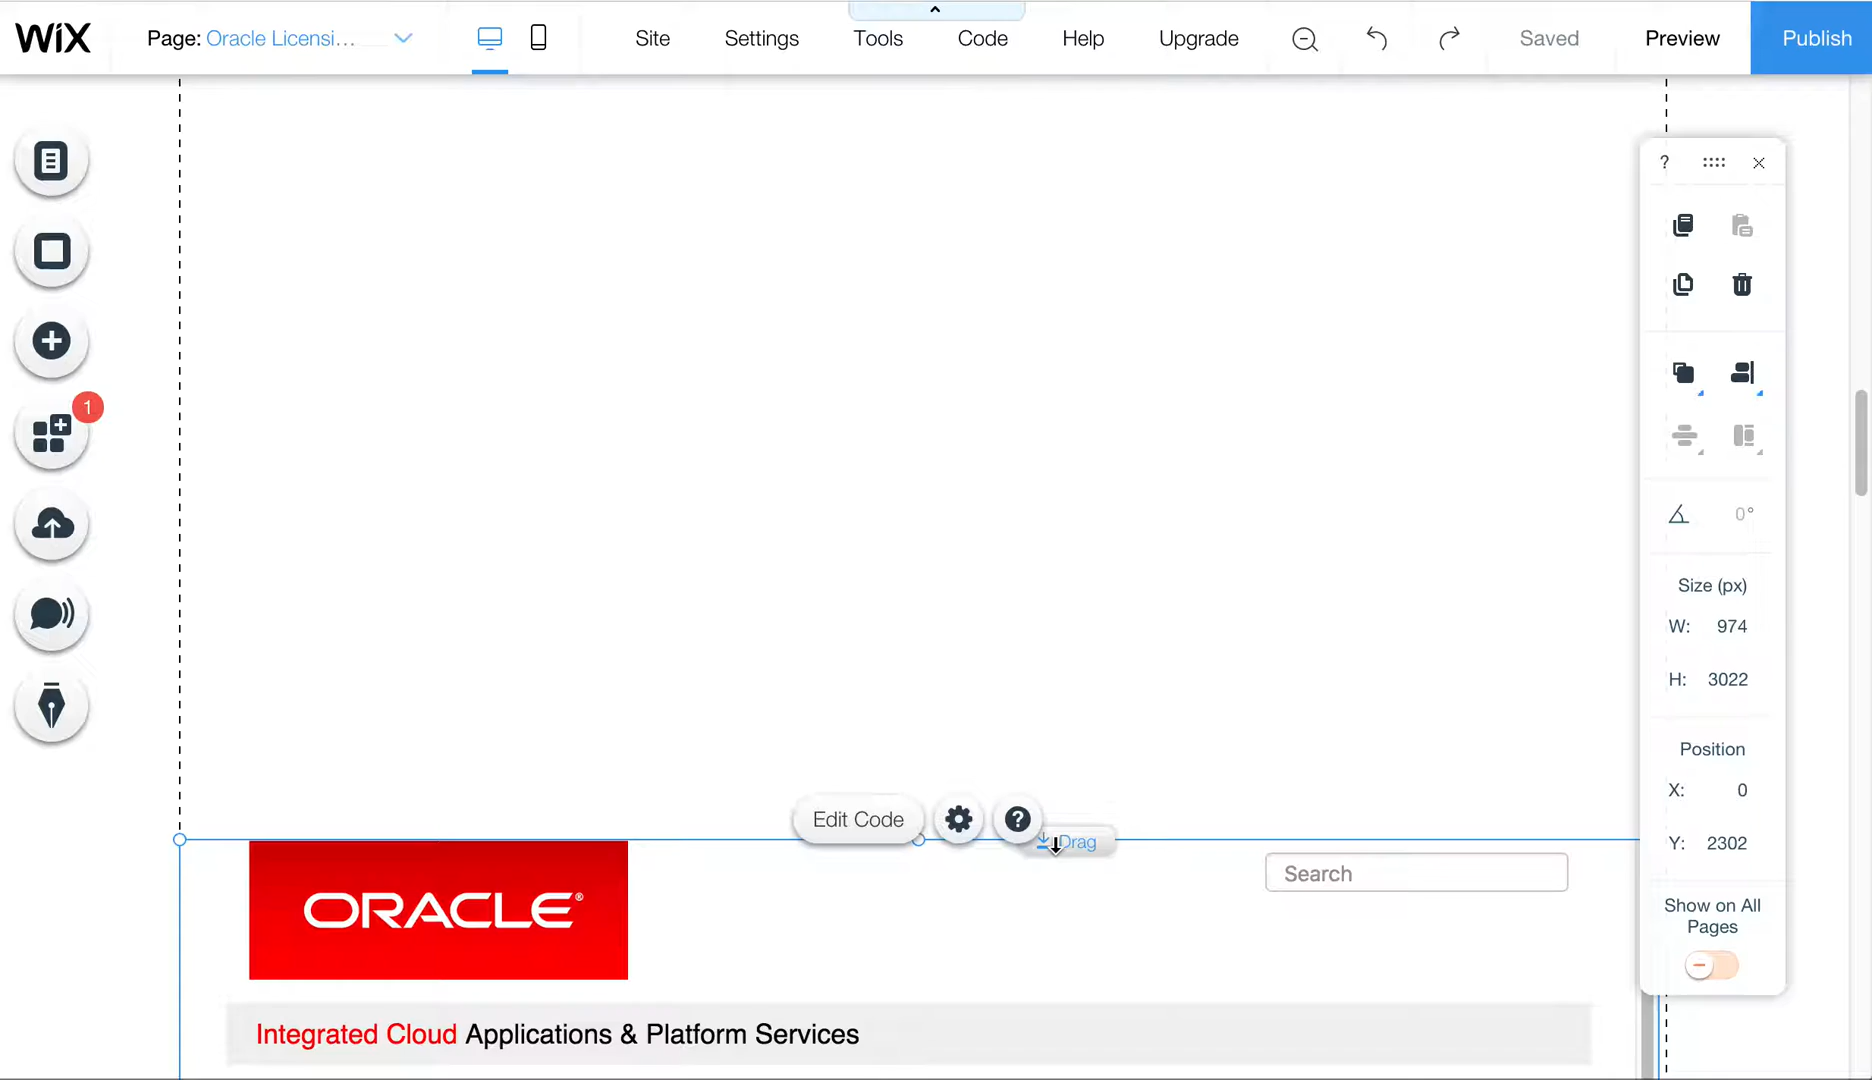 WiX
Page: Oracle Licensi...
Site
Settings
Tools
Code
Help
Upgrade
Saved
Preview
Publish
?
1
0°
Size (px)
W: 974
H: 3022
Position
X: 0
Y: 2302
Show on All
Pages
Edit Code
?
Drag
ORACLE®
Search
Integrated Cloud Applications & Platform Services